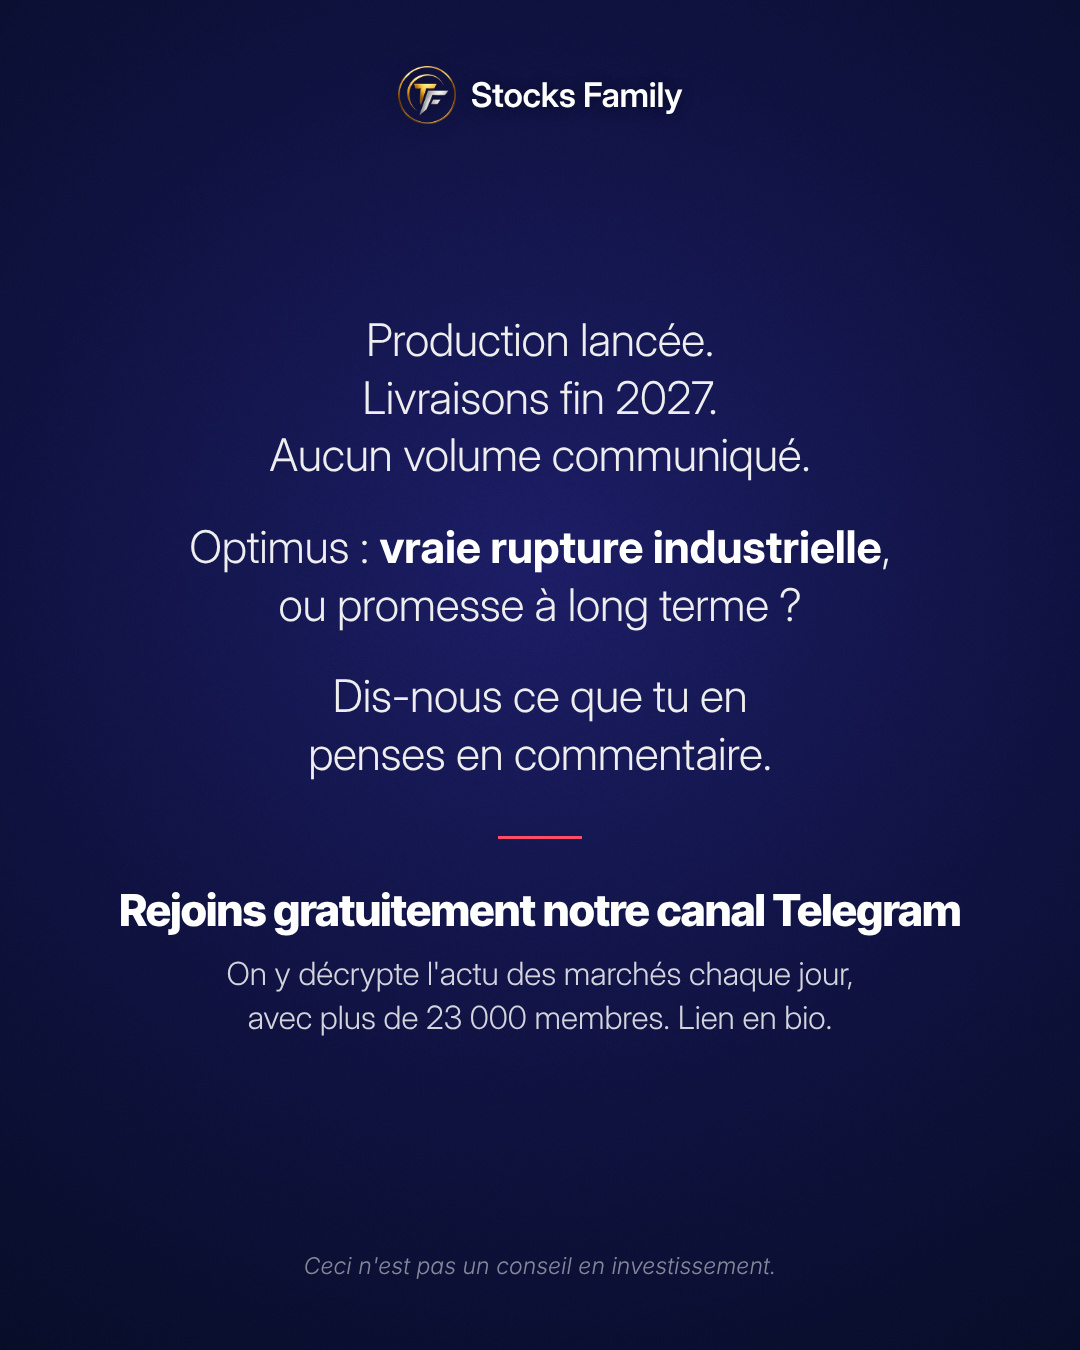 TF Stocks Family
Production lancée.
Livraisons fin 2027.
Aucun volume communiqué.
Optimus : vraie rupture industrielle,
ou promesse à long terme ?
Dis-nous ce que tu en
penses en commentaire.
Rejoins gratuitement notre canal Telegram
On y décrypte l'actu des marchés chaque jour,
avec plus de 23 000 membres. Lien en bio.
Ceci n'est pas un conseil en investissement.